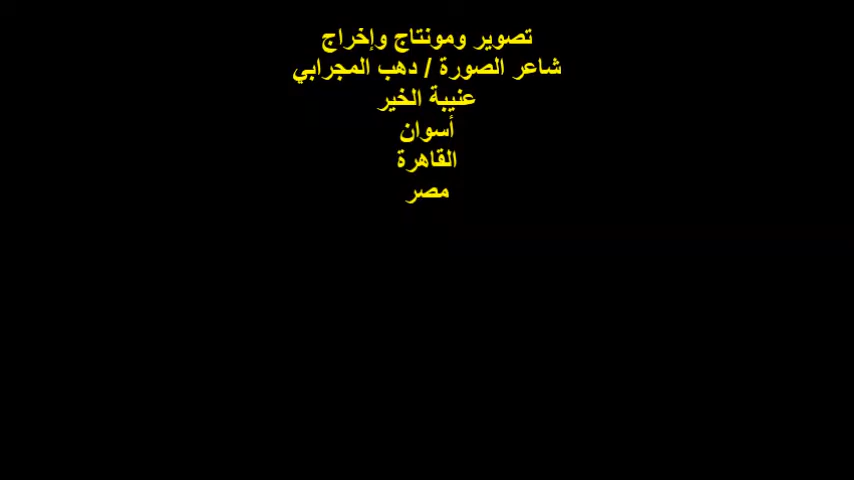 تصوير ومونتاج وإخراج
شاعر الصورة / دهب المجرابي
عنيبة الخير
أسوان
القاهرة
مصر